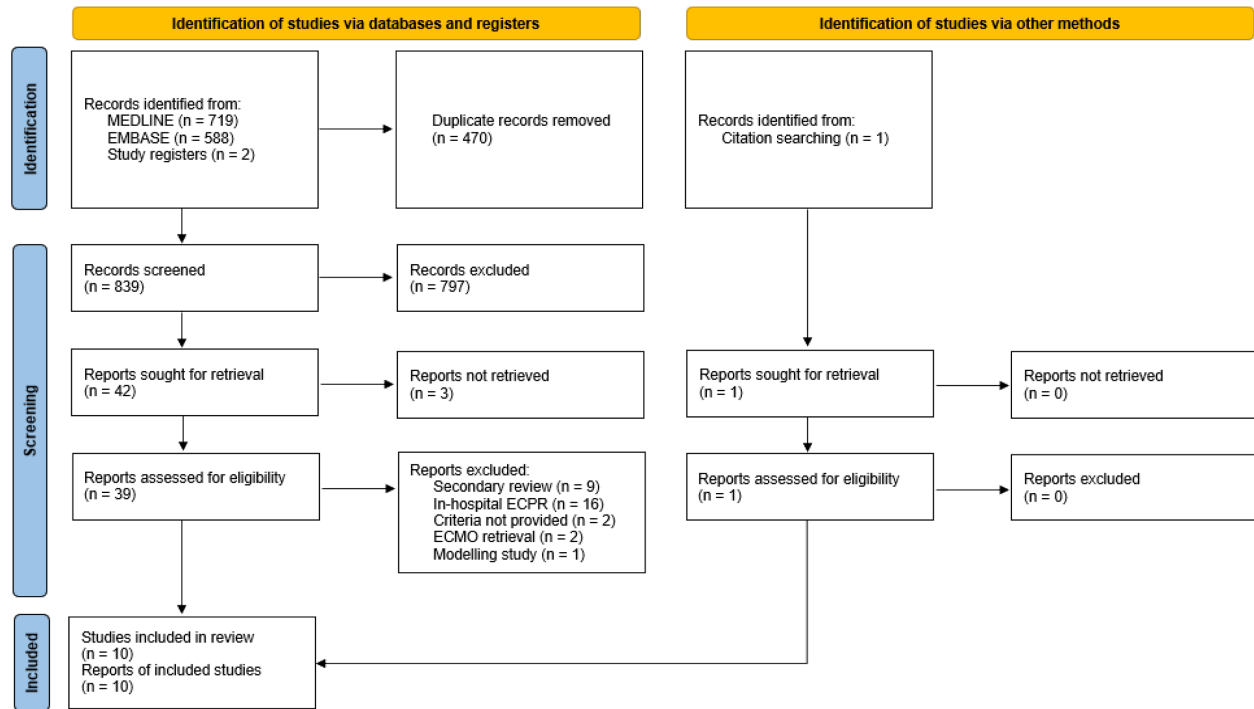 Identification of studies via databases and registers
Identification of studies via other methods
Identification
Records identified from:
MEDLINE (n = 719)
EMBASE (n = 588)
Study registers (n = 2)
Duplicate records removed
(n = 470)
Records identified from:
Citation searching (n = 1)
Screening
Records screened
(n = 839)
Records excluded
(n = 797)
Reports sought for retrieval
(n = 42)
Reports not retrieved
(n = 3)
Reports sought for retrieval
(n = 1)
Reports not retrieved
(n = 0)
Reports assessed for eligibility
(n = 39)
Reports excluded:
Secondary review (n = 9)
In-hospital ECPR (n = 16)
Criteria not provided (n = 2)
ECMO retrieval (n = 2)
Modelling study (n = 1)
Reports assessed for eligibility
(n = 1)
Reports excluded
(n = 0)
Included
Studies included in review
(n = 10)
Reports of included studies
(n = 10)